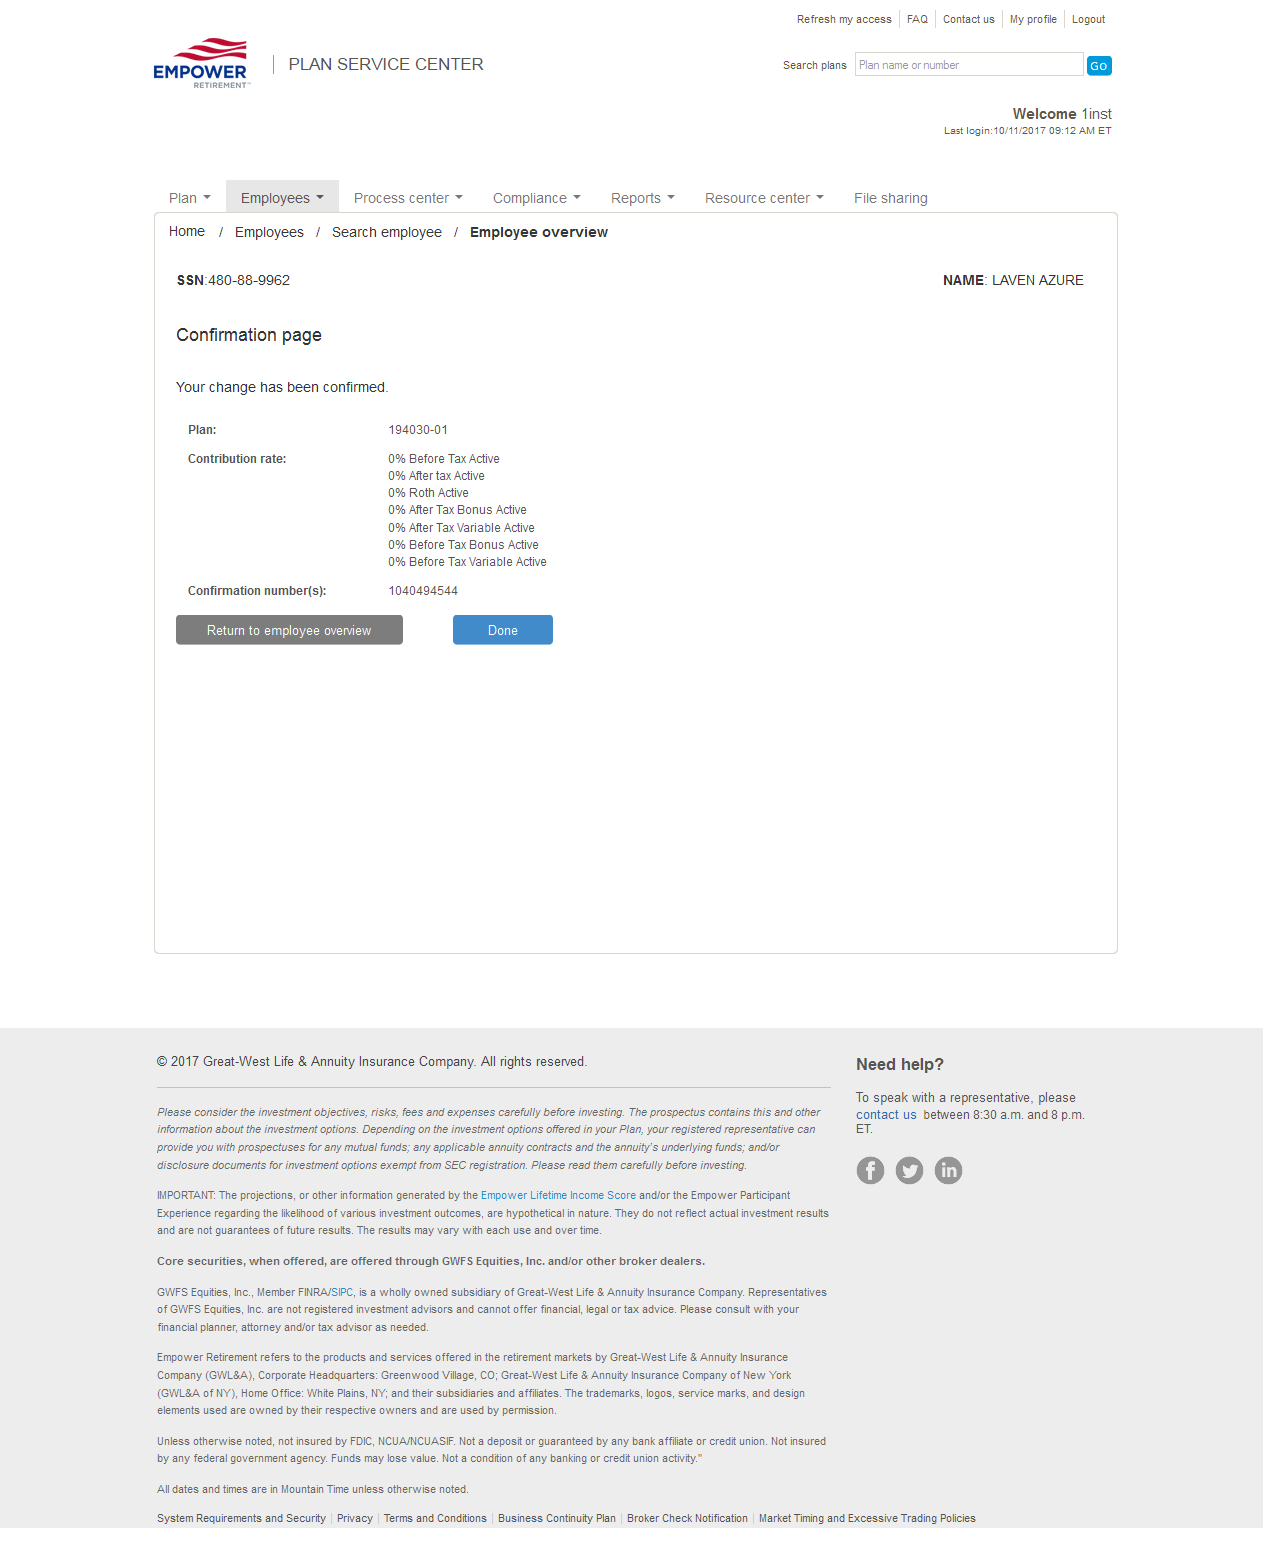 Refresh my access
FAQ
Contact us
My profile
Logout
EMPOWER
RETIREMENT™
PLAN SERVICE CENTER
Search plans
Plan name or number
Go
Welcome 1inst
Last login:10/11/2017 09:12 AM ET
Plan
Employees
Process center
Compliance
Reports
Resource center
File sharing
Home / Employees / Search employee / Employee overview
SSN:480-88-9962
NAME: LAVEN AZURE
Confirmation page
Your change has been confirmed.
Plan: 194030-01
Contribution rate: 0% Before Tax Active
0% After tax Active
0% Roth Active
0% After Tax Bonus Active
0% After Tax Variable Active
0% Before Tax Bonus Active
0% Before Tax Variable Active
Confirmation number(s): 1040494544
Return to employee overview
Done
© 2017 Great-West Life & Annuity Insurance Company. All rights reserved.
Please consider the investment objectives, risks, fees and expenses carefully before investing. The prospectus contains this and other
information about the investment options. Depending on the investment options offered in your Plan, your registered representative can
provide you with prospectuses for any mutual funds; any applicable annuity contracts and the annuity's underlying funds; and/or
disclosure documents for investment options exempt from SEC registration. Please read them carefully before investing.
IMPORTANT: The projections, or other information generated by the Empower Lifetime Income Score and/or the Empower Participant
Experience regarding the likelihood of various investment outcomes, are hypothetical in nature. They do not reflect actual investment results
and are not guarantees of future results. The results may vary with each use and over time.
Core securities, when offered, are offered through GWFS Equities, Inc. and/or other broker dealers.
GWFS Equities, Inc., Member FINRA/SIPC, is a wholly owned subsidiary of Great-West Life & Annuity Insurance Company. Representatives
of GWFS Equities, Inc. are not registered investment advisors and cannot offer financial, legal or tax advice. Please consult with your
financial planner, attorney and/or tax advisor as needed.
Empower Retirement refers to the products and services offered in the retirement markets by Great-West Life & Annuity Insurance
Company (GWL&A), Corporate Headquarters: Greenwood Village, CO; Great-West Life & Annuity Insurance Company of New York
(GWL&A of NY), Home Office: White Plains, NY; and their subsidiaries and affiliates. The trademarks, logos, service marks, and design
elements used are owned by their respective owners and are used by permission.
Unless otherwise noted, not insured by FDIC, NCUA/NCUASIF. Not a deposit or guaranteed by any bank affiliate or credit union. Not insured
by any federal government agency. Funds may lose value. Not a condition of any banking or credit union activity."
All dates and times are in Mountain Time unless otherwise noted.
Need help?
To speak with a representative, please
contact us between 8:30 a.m. and 8 p.m.
ET.
System Requirements and Security
Privacy
Terms and Conditions
Business Continuity Plan
Broker Check Notification
Market Timing and Excessive Trading Policies